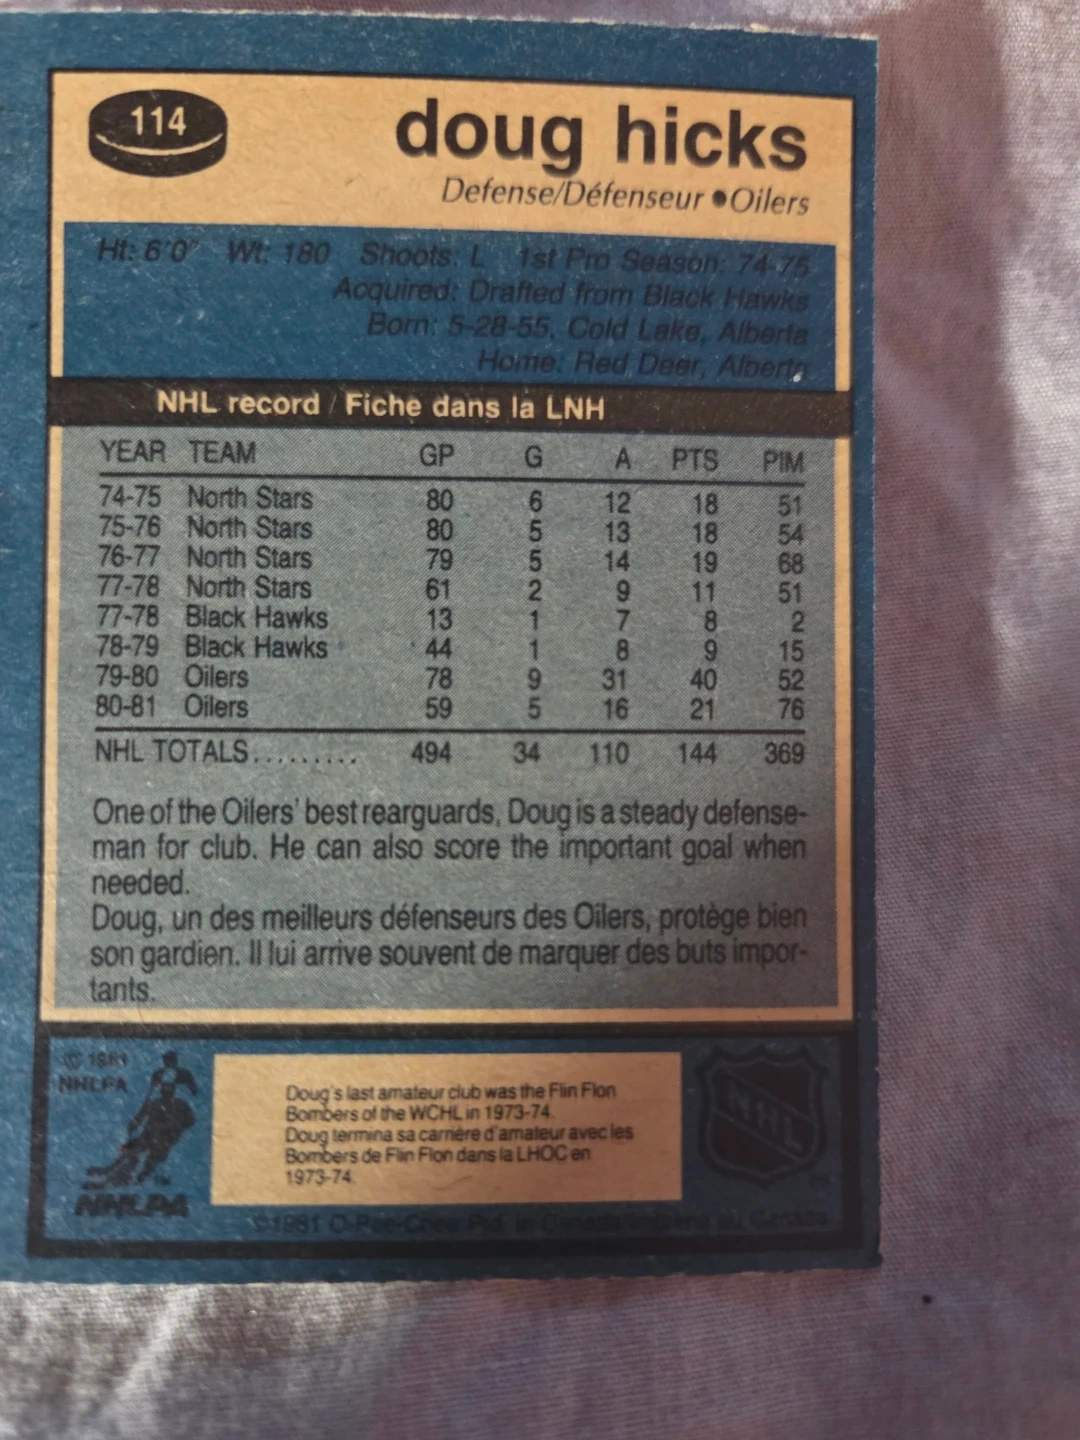 114
doug hicks
Defense/Défenseur • Oilers
Ht: 6'0" Wt: 180 Shoots: L 1st Pro Season: 74-75
Acquired: Drafted from Black Hawks
Born: 5-28-55, Cold Lake, Alberta
Home: Red Deer, Alberta
NHL record / Fiche dans la LNH
YEAR TEAM GP G A PTS PIM
74-75 North Stars 80 6 12 18 51
75-76 North Stars 80 5 13 18 54
76-77 North Stars 79 5 14 19 68
77-78 North Stars 61 2 9 11 51
77-78 Black Hawks 13 1 7 8 2
78-79 Black Hawks 44 1 8 9 15
79-80 Oilers 78 9 31 40 52
80-81 Oilers 59 5 16 21 76
NHL TOTALS......... 494 34 110 144 369
One of the Oilers' best rearguards, Doug is a steady defense-
man for club. He can also score the important goal when
needed.
Doug, un des meilleurs défenseurs des Oilers, protège bien
son gardien. Il lui arrive souvent de marquer des buts impor-
tants.
© 1981
NHLPA
NHLPA
Doug's last amateur club was the Flin Flon
Bombers of the WCHL in 1973-74.
Doug termina sa carrière d'amateur avec les
Bombers de Flin Flon dans la LHOC en
1973-74.
NHL
©1981 O-Pee-Chee Ptd. in Canada/Imprimé au Canada